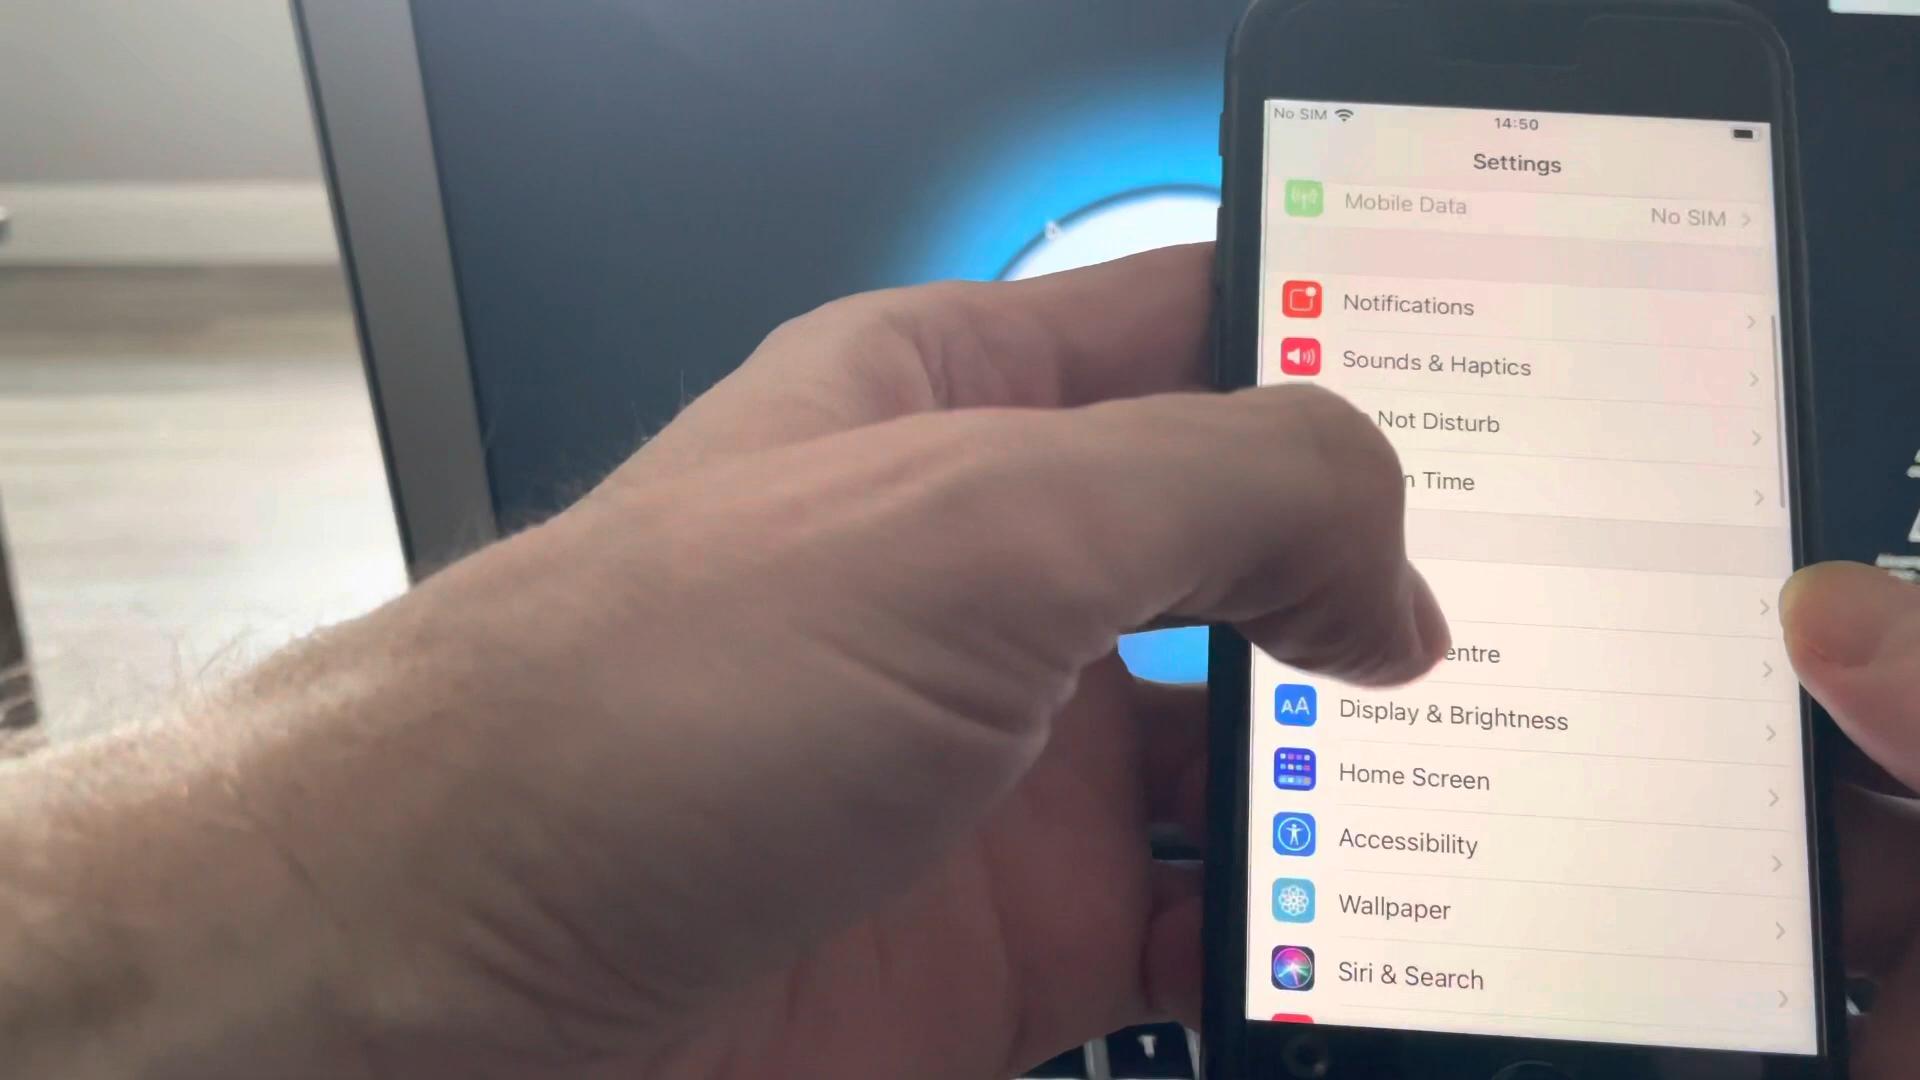 No SIM
14:50
Settings
Mobile Data
No SIM
Notifications
Sounds & Haptics
Not Disturb
n Time
entre
AA
Display & Brightness
Home Screen
Accessibility
Wallpaper
Siri & Search